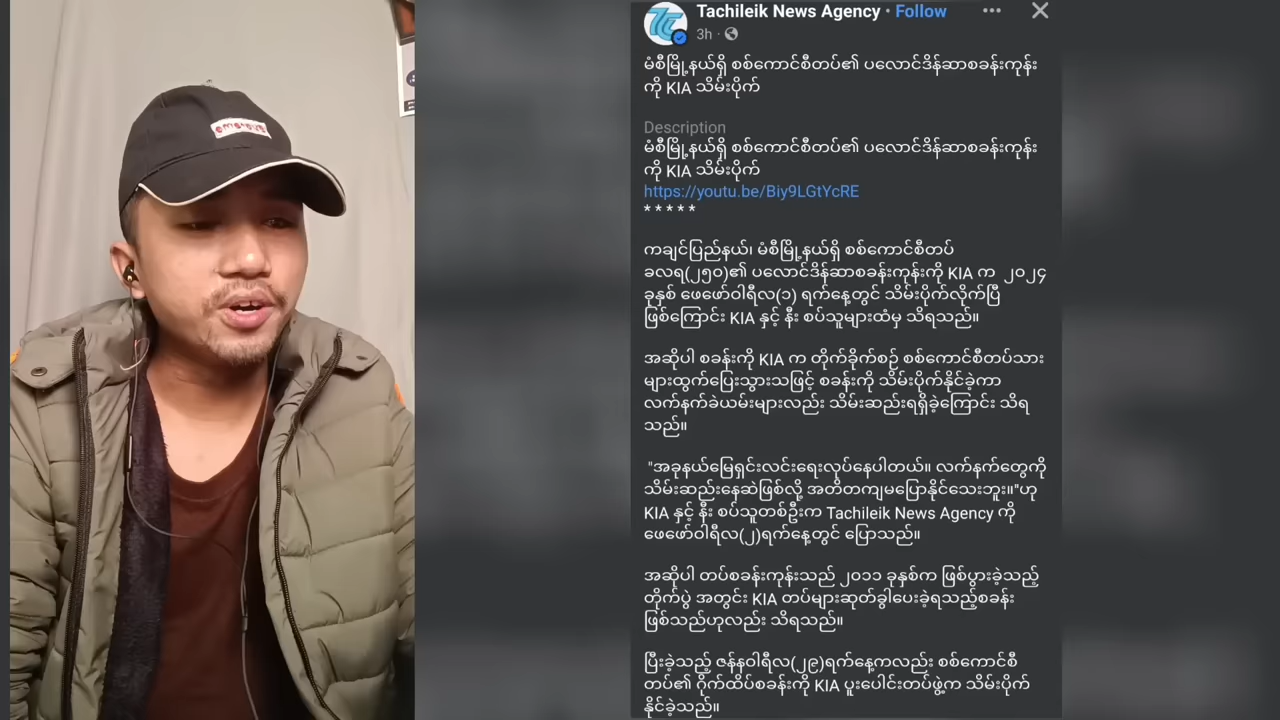 Tachileik News Agency · Follow
3h ·
မံစီမြို့နယ်ရှိ စစ်ကောင်စီတပ်၏ ပလောင်ဒိန်ဆာစခန်းကုန်း
ကို KIA သိမ်းပိုက်
Description
မံစီမြို့နယ်ရှိ စစ်ကောင်စီတပ်၏ ပလောင်ဒိန်ဆာစခန်းကုန်း
ကို KIA သိမ်းပိုက်
https://youtu.be/Biy9LGtYcRE
* * * * *
ကချင်ပြည်နယ်၊ မံစီမြို့နယ်ရှိ စစ်ကောင်စီတပ်
ခလရ(၂၅၀)၏ ပလောင်ဒိန်ဆာစခန်းကုန်းကို KIA က ၂၀၂၄
ခုနှစ် ဖေဖော်ဝါရီလ(၁) ရက်နေ့တွင် သိမ်းပိုက်လိုက်ပြီ
ဖြစ်ကြောင်း KIA နှင့် နီး စပ်သူများထံမှ သိရသည်။
အဆိုပါ စခန်းကို KIA က တိုက်ခိုက်စဉ် စစ်ကောင်စီတပ်သား
များထွက်ပြေးသွားသဖြင့် စခန်းကို သိမ်းပိုက်နိုင်ခဲ့ကာ
လက်နက်ခဲယမ်းများလည်း သိမ်းဆည်းရရှိခဲ့ကြောင်း သိရ
သည်။
"အခုနယ်မြေရှင်းလင်းရေးလုပ်နေပါတယ်။ လက်နက်တွေကို
သိမ်းဆည်းနေဆဲဖြစ်လို့ အတိတကျမပြောနိုင်သေးဘူး။"ဟု
KIA နှင့် နီး စပ်သူတစ်ဦးက Tachileik News Agency ကို
ဖေဖော်ဝါရီလ(၂)ရက်နေ့တွင် ပြောသည်။
အဆိုပါ တပ်စခန်းကုန်းသည် ၂၀၁၁ ခုနှစ်က ဖြစ်ပွားခဲ့သည့်
တိုက်ပွဲ အတွင်း KIA တပ်များဆုတ်ခွါပေးခဲ့ရသည့်စခန်း
ဖြစ်သည်ဟုလည်း သိရသည်။
ပြီးခဲ့သည့် ဇန်နဝါရီလ(၂၉)ရက်နေ့ကလည်း စစ်ကောင်စီ
တပ်၏ ဂိုက်ထိပ်စခန်းကို KIA ပူးပေါင်းတပ်ဖွဲ့က သိမ်းပိုက်
နိုင်ခဲ့သည်။